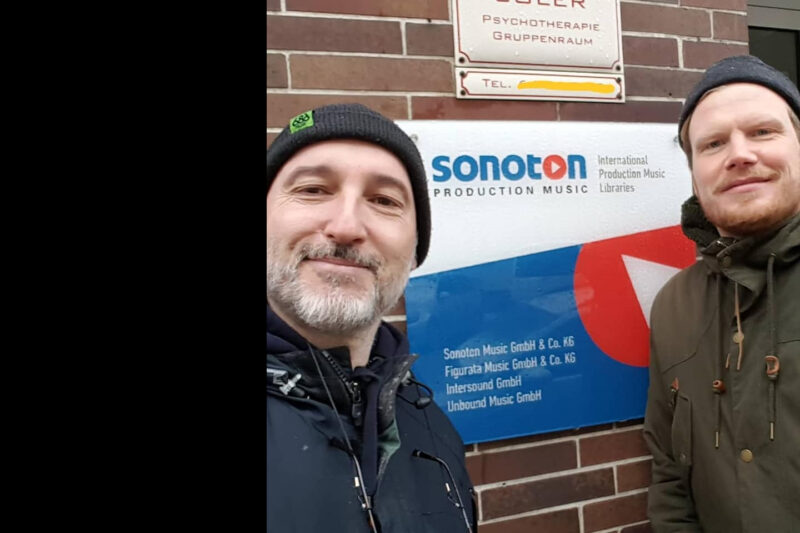 PSYCHOTHERAPIE
GRUPPENRAUM
TEL.
sonoton
PRODUCTION MUSIC
International
Production Music
Libraries
Sonoton Music GmbH & Co. KG
Figurata Music GmbH & Co. KG
Intersound GmbH
Unbound Music GmbH